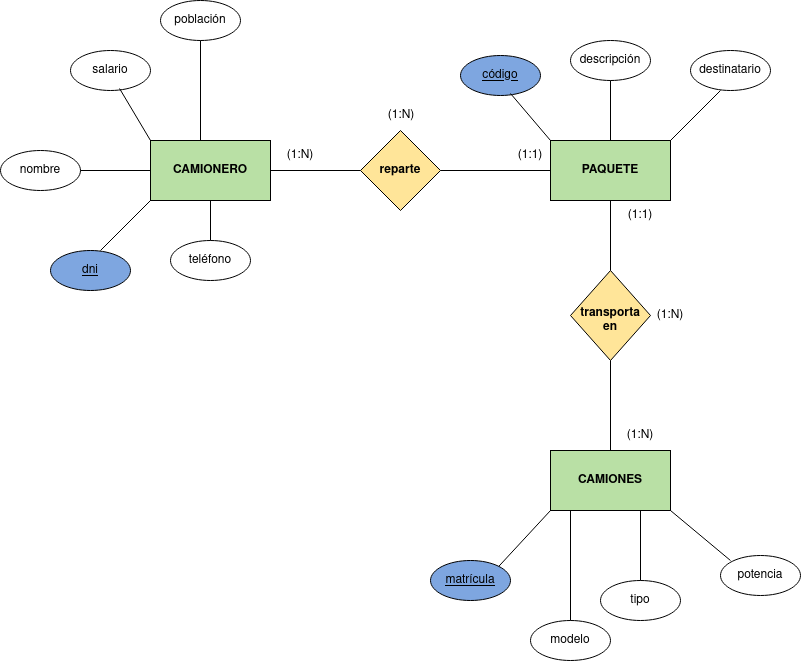 población
salario
código
descripción
destinatario
(1:N)
(1:N)
(1:1)
nombre
CAMIONERO
reparte
PAQUETE
(1:1)
dni
teléfono
transporta
en
(1:N)
(1:N)
CAMIONES
matrícula
modelo
tipo
potencia